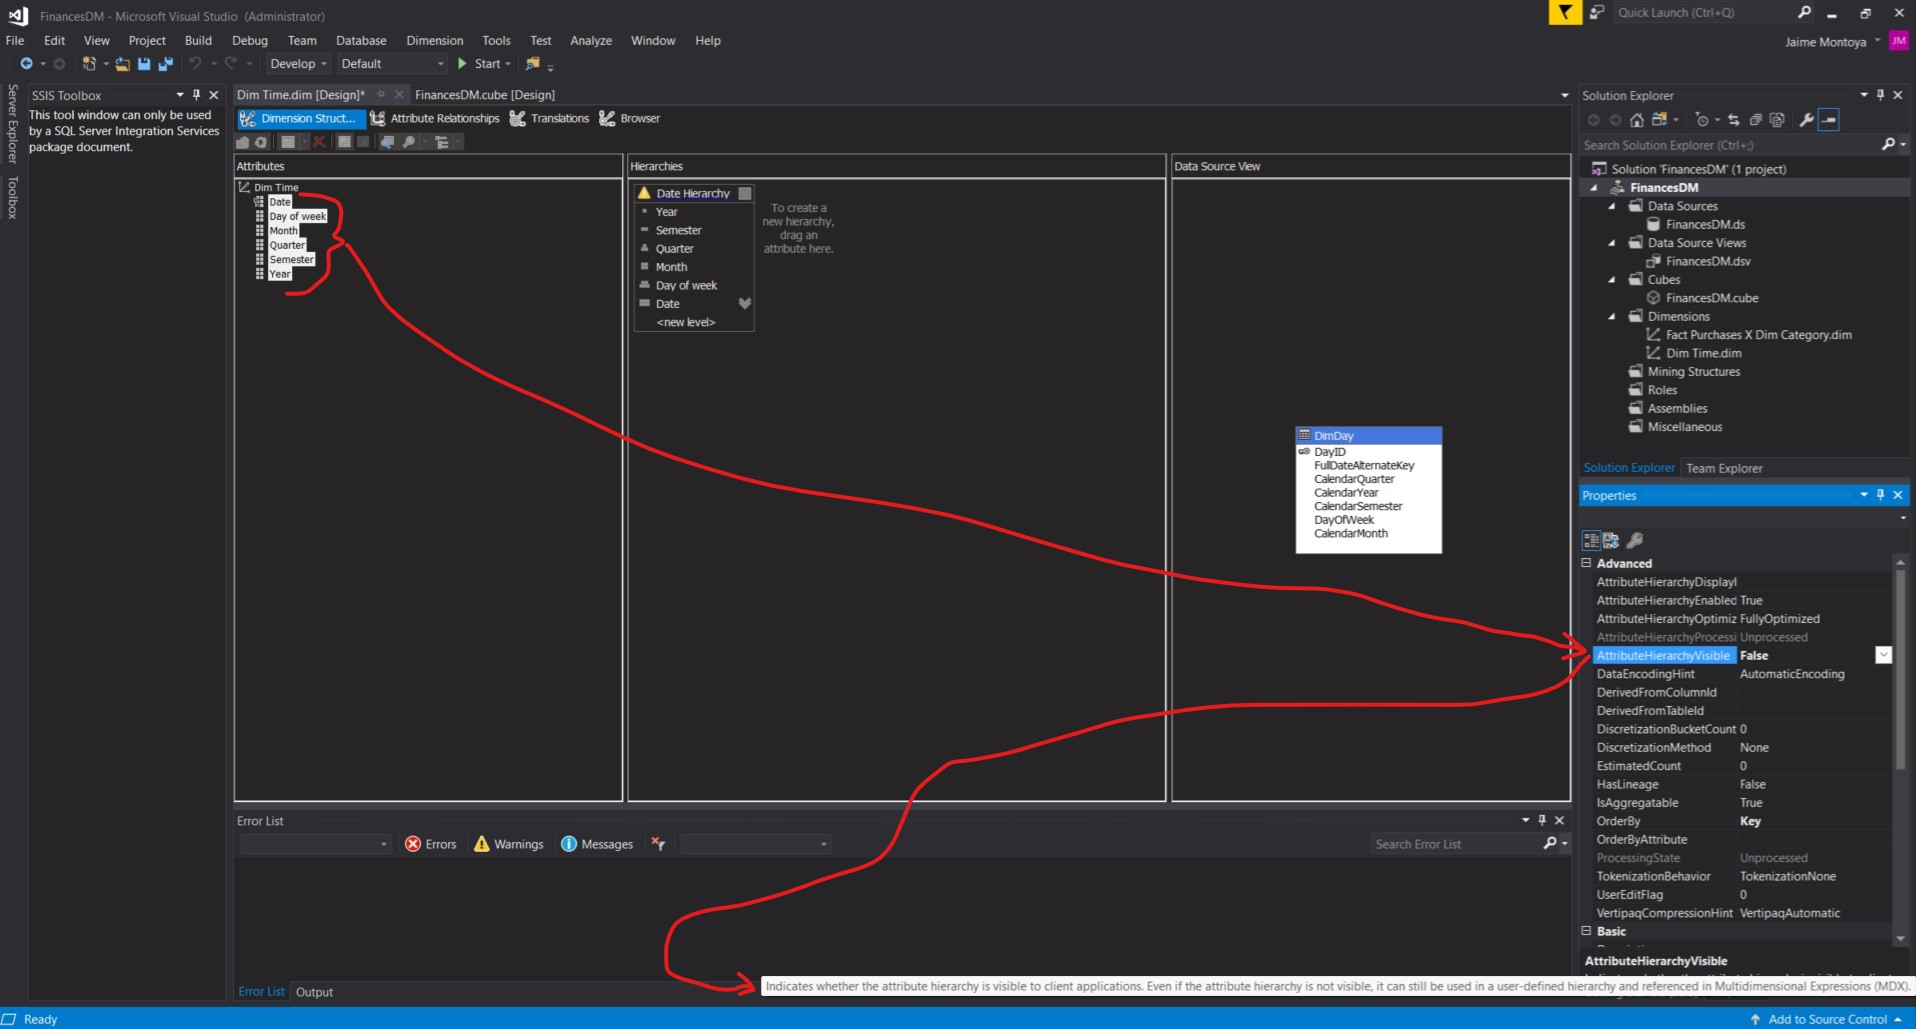 FinancesDM - Microsoft Visual Studio (Administrator)
Quick Launch (Ctrl+Q)
File Edit View Project Build Debug Team Database Dimension Tools Test Analyze Window Help
Jaime Montoya JM
Develop Default Start
Server Explorer
Toolbox
SSIS Toolbox
This tool window can only be used
by a SQL Server Integration Services
package document.
Dim Time.dim [Design]* FinancesDM.cube [Design]
Dimension Struct... Attribute Relationships Translations Browser
Attributes
Dim Time
Date
Day of week
Month
Quarter
Semester
Year
Hierarchies
Date Hierarchy
Year
Semester
Quarter
Month
Day of week
Date
<new level>
To create a
new hierarchy,
drag an
attribute here.
Data Source View
DimDay
DayID
FullDateAlternateKey
CalendarQuarter
CalendarYear
CalendarSemester
DayOfWeek
CalendarMonth
Error List
Errors Warnings Messages
Search Error List
Error List Output
Solution Explorer
Search Solution Explorer (Ctrl+;)
Solution 'FinancesDM' (1 project)
FinancesDM
Data Sources
FinancesDM.ds
Data Source Views
FinancesDM.dsv
Cubes
FinancesDM.cube
Dimensions
Fact Purchases X Dim Category.dim
Dim Time.dim
Mining Structures
Roles
Assemblies
Miscellaneous
Solution Explorer Team Explorer
Properties
Advanced
AttributeHierarchyDisplayF
AttributeHierarchyEnabled True
AttributeHierarchyOptimiz FullyOptimized
AttributeHierarchyProcessi Unprocessed
AttributeHierarchyVisible False
DataEncodingHint AutomaticEncoding
DerivedFromColumnId
DerivedFromTableId
DiscretizationBucketCount 0
DiscretizationMethod None
EstimatedCount 0
HasLineage False
IsAggregatable True
OrderBy Key
OrderByAttribute
ProcessingState Unprocessed
TokenizationBehavior TokenizationNone
UserEditFlag 0
VertipaqCompressionHint VertipaqAutomatic
Basic
AttributeHierarchyVisible
Indicates whether the attribute hierarchy is visible to client applications. Even if the attribute hierarchy is not visible, it can still be used in a user-defined hierarchy and referenced in Multidimensional Expressions (MDX).
Ready
Add to Source Control